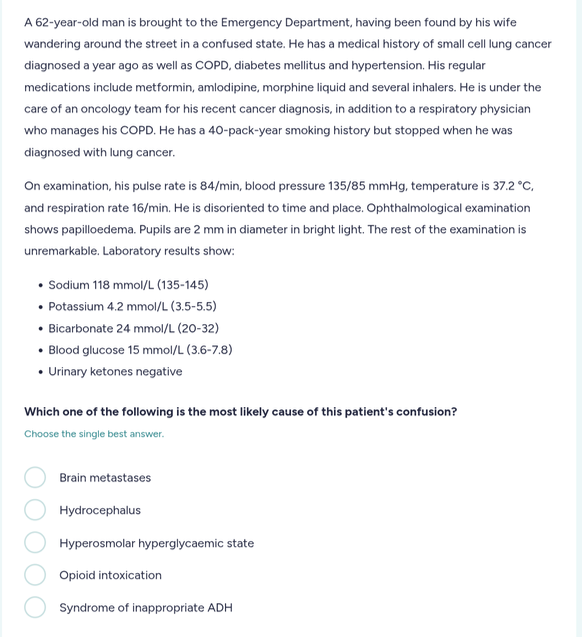 A 62-year-old man is brought to the Emergency Department, having been found by his wife
wandering around the street in a confused state. He has a medical history of small cell lung cancer
diagnosed a year ago as well as COPD, diabetes mellitus and hypertension. His regular
medications include metformin, amlodipine, morphine liquid and several inhalers. He is under the
care of an oncology team for his recent cancer diagnosis, in addition to a respiratory physician
who manages his COPD. He has a 40-pack-year smoking history but stopped when he was
diagnosed with lung cancer.
On examination, his pulse rate is 84/min, blood pressure 135/85 mmHg, temperature is 37.2 °C,
and respiration rate 16/min. He is disoriented to time and place. Ophthalmological examination
shows papilloedema. Pupils are 2 mm in diameter in bright light. The rest of the examination is
unremarkable. Laboratory results show:
• Sodium 118 mmol/L (135-145)
• Potassium 4.2 mmol/L (3.5-5.5)
• Bicarbonate 24 mmol/L (20-32)
• Blood glucose 15 mmol/L (3.6-7.8)
• Urinary ketones negative
Which one of the following is the most likely cause of this patient's confusion?
Choose the single best answer.
Brain metastases
Hydrocephalus
Hyperosmolar hyperglycaemic state
Opioid intoxication
Syndrome of inappropriate ADH